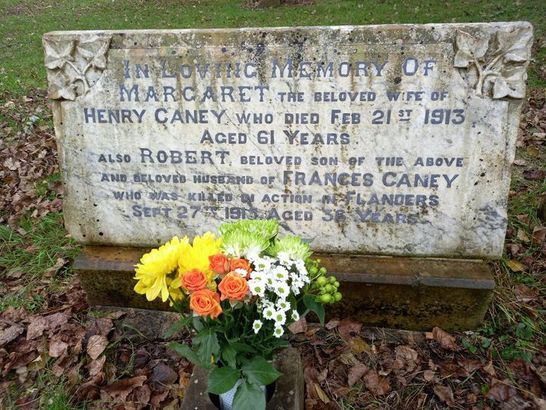 IN LOVING MEMORY OF
MARGARET, THE BELOVED WIFE OF
HENRY CANEY, WHO DIED FEB 21ST 1913
AGED 61 YEARS
ALSO ROBERT, BELOVED SON OF THE ABOVE
AND BELOVED HUSBAND OF FRANCES CANEY
WHO WAS KILLED IN ACTION IN FLANDERS
SEPT 27TH 1915 AGED 36 YEARS